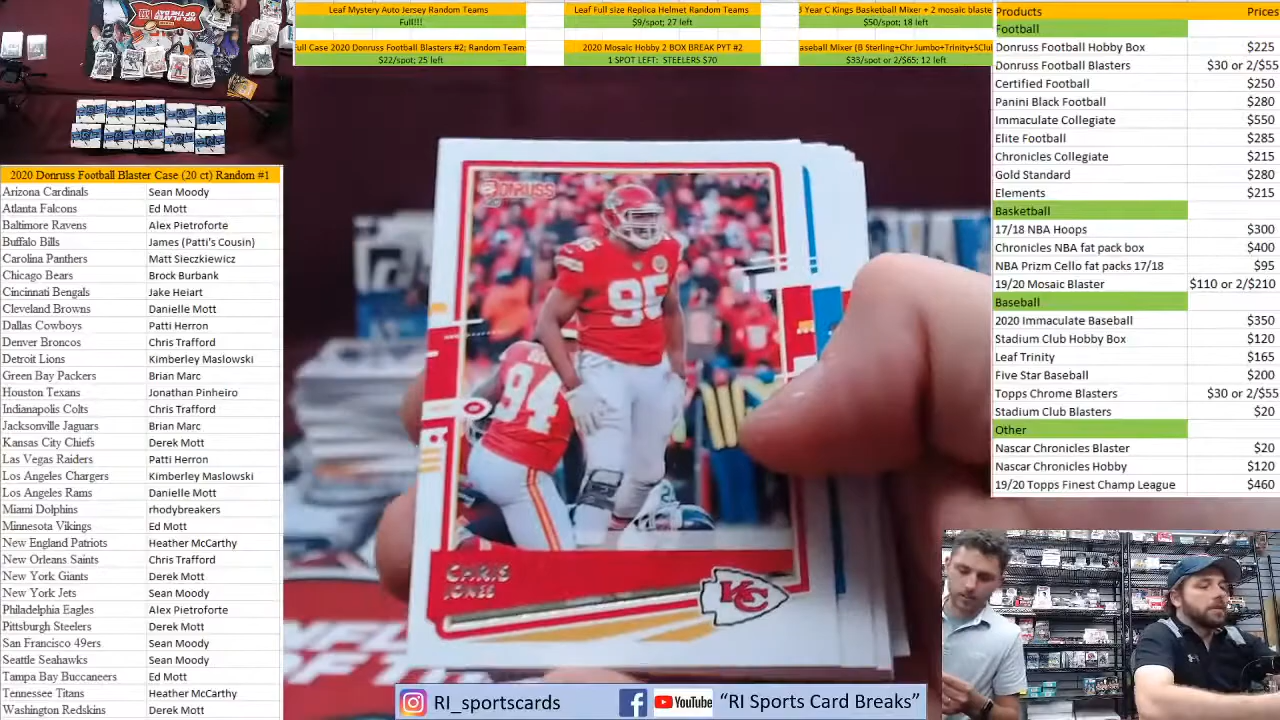 Leaf Mystery Auto Jersey Random Teams
Full!!!
Leaf Full size Replica Helmet Random Teams
$9/spot; 27 left
3 Year C Kings Basketball Mixer + 2 mosaic blaste
$50/spot; 18 left
ull Case 2020 Donruss Football Blasters #2; Random Team
$22/spot; 25 left
2020 Mosaic Hobby 2 BOX BREAK PYT #2
1 SPOT LEFT: STEELERS $70
aseball Mixer (B Sterling+Chr Jumbo+Trinity+SClul
$33/spot or 2/$65; 12 left
Products Prices
Football
Donruss Football Hobby Box $225
Donruss Football Blasters $30 or 2/$55
Certified Football $250
Panini Black Football $280
Immaculate Collegiate $550
Elite Football $285
Chronicles Collegiate $215
Gold Standard $280
Elements $215
Basketball
17/18 NBA Hoops $300
Chronicles NBA fat pack box $400
NBA Prizm Cello fat packs 17/18 $95
19/20 Mosaic Blaster $110 or 2/$210
Baseball
2020 Immaculate Baseball $350
Stadium Club Hobby Box $120
Leaf Trinity $165
Five Star Baseball $200
Topps Chrome Blasters $30 or 2/$55
Stadium Club Blasters $20
Other
Nascar Chronicles Blaster $20
Nascar Chronicles Hobby $120
19/20 Topps Finest Champ League $460
2020 Donruss Football Blaster Case (20 ct) Random #1
Arizona Cardinals Sean Moody
Atlanta Falcons Ed Mott
Baltimore Ravens Alex Pietroforte
Buffalo Bills James (Patti's Cousin)
Carolina Panthers Matt Sieczkiewicz
Chicago Bears Brock Burbank
Cincinnati Bengals Jake Heiart
Cleveland Browns Danielle Mott
Dallas Cowboys Patti Herron
Denver Broncos Chris Trafford
Detroit Lions Kimberley Maslowski
Green Bay Packers Brian Marc
Houston Texans Jonathan Pinheiro
Indianapolis Colts Chris Trafford
Jacksonville Jaguars Brian Marc
Kansas City Chiefs Derek Mott
Las Vegas Raiders Patti Herron
Los Angeles Chargers Kimberley Maslowski
Los Angeles Rams Danielle Mott
Miami Dolphins rhodybreakers
Minnesota Vikings Ed Mott
New England Patriots Heather McCarthy
New Orleans Saints Chris Trafford
New York Giants Derek Mott
New York Jets Sean Moody
Philadelphia Eagles Alex Pietroforte
Pittsburgh Steelers Derek Mott
San Francisco 49ers Sean Moody
Seattle Seahawks Sean Moody
Tampa Bay Buccaneers Ed Mott
Tennessee Titans Heather McCarthy
Washington Redskins Derek Mott
Donruss
95
94
CHRIS
JONES
KC
RI_sportscards
YouTube
"RI Sports Card Breaks"